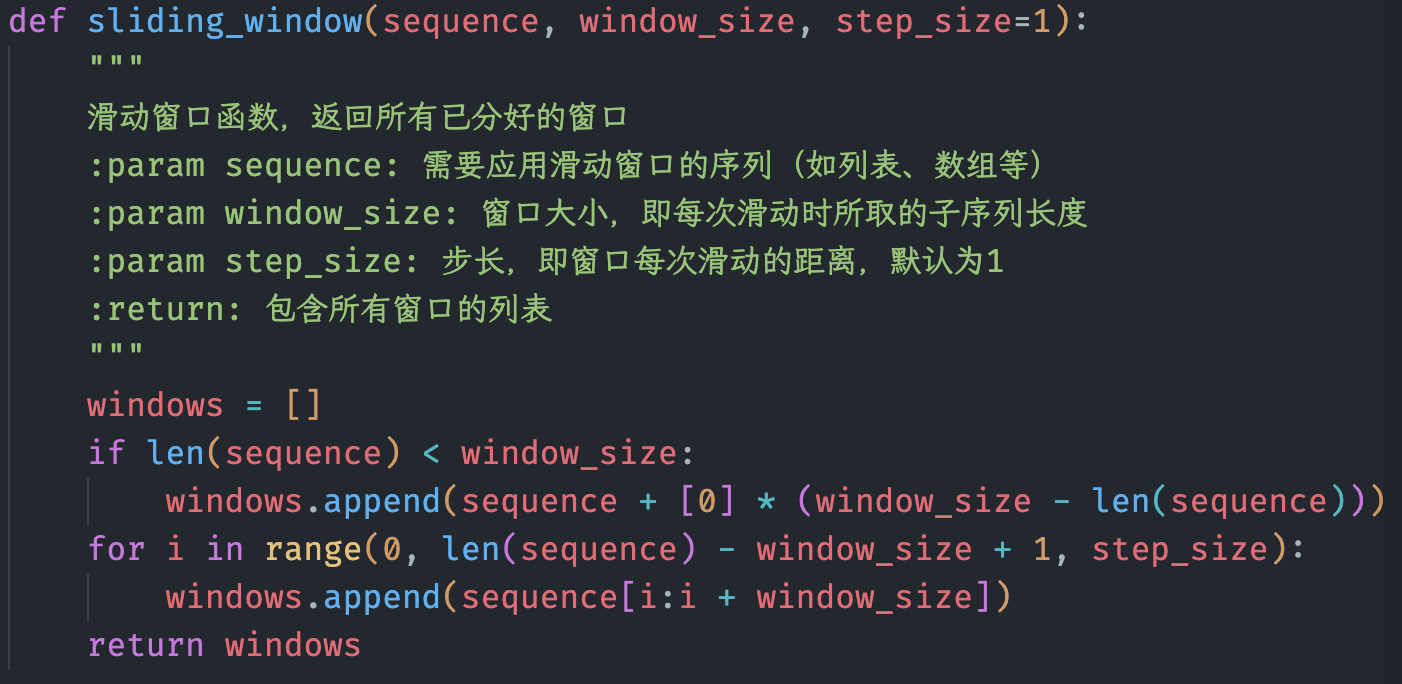 def sliding_window(sequence, window_size, step_size=1):
    """
    滑动窗口函数，返回所有已分好的窗口
    :param sequence: 需要应用滑动窗口的序列（如列表、数组等）
    :param window_size: 窗口大小，即每次滑动时所取的子序列长度
    :param step_size: 步长，即窗口每次滑动的距离，默认为1
    :return: 包含所有窗口的列表
    """
    windows = []
    if len(sequence) < window_size:
        windows.append(sequence + [0] * (window_size - len(sequence)))
    for i in range(0, len(sequence) - window_size + 1, step_size):
        windows.append(sequence[i:i + window_size])
    return windows